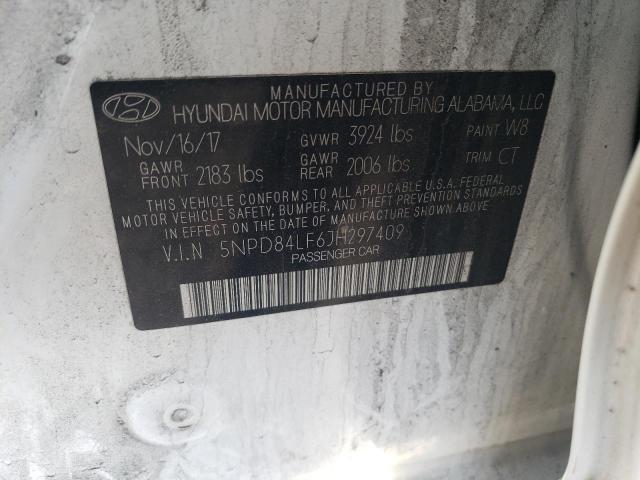 MANUFACTURED BY
HYUNDAI MOTOR MANUFACTURING ALABAMA, LLC
Nov/16/17 GVWR 3924 lbs PAINT W8
GAWR FRONT 2183 lbs GAWR REAR 2006 lbs TRIM CT
THIS VEHICLE CONFORMS TO ALL APPLICABLE U.S.A. FEDERAL
MOTOR VEHICLE SAFETY, BUMPER, AND THEFT PREVENTION STANDARDS
IN EFFECT ON THE DATE OF MANUFACTURE SHOWN ABOVE.
V.I.N 5NPD84LF6JH297409
PASSENGER CAR